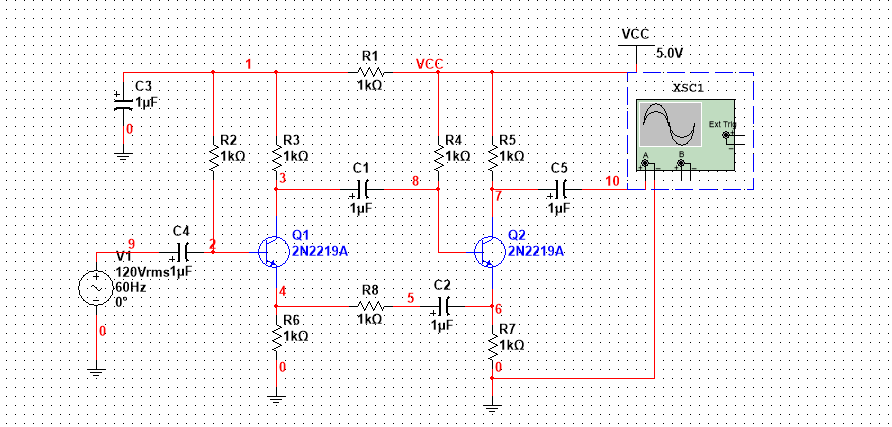 VCC
5.0V
R1
1kΩ
1
VCC
XSC1
Ext Trig
+
-
A
B
+ -
+ -
C3
1µF
+
0
R2
1kΩ
R3
1kΩ
R4
1kΩ
R5
1kΩ
3
C1
1µF
+
8
7
C5
1µF
+
10
C4
1µF
+
9
2
Q1
2N2219A
Q2
2N2219A
V1
120Vrms
60Hz
0°
0
4
R8
1kΩ
5
C2
1µF
+
6
R6
1kΩ
0
R7
1kΩ
0